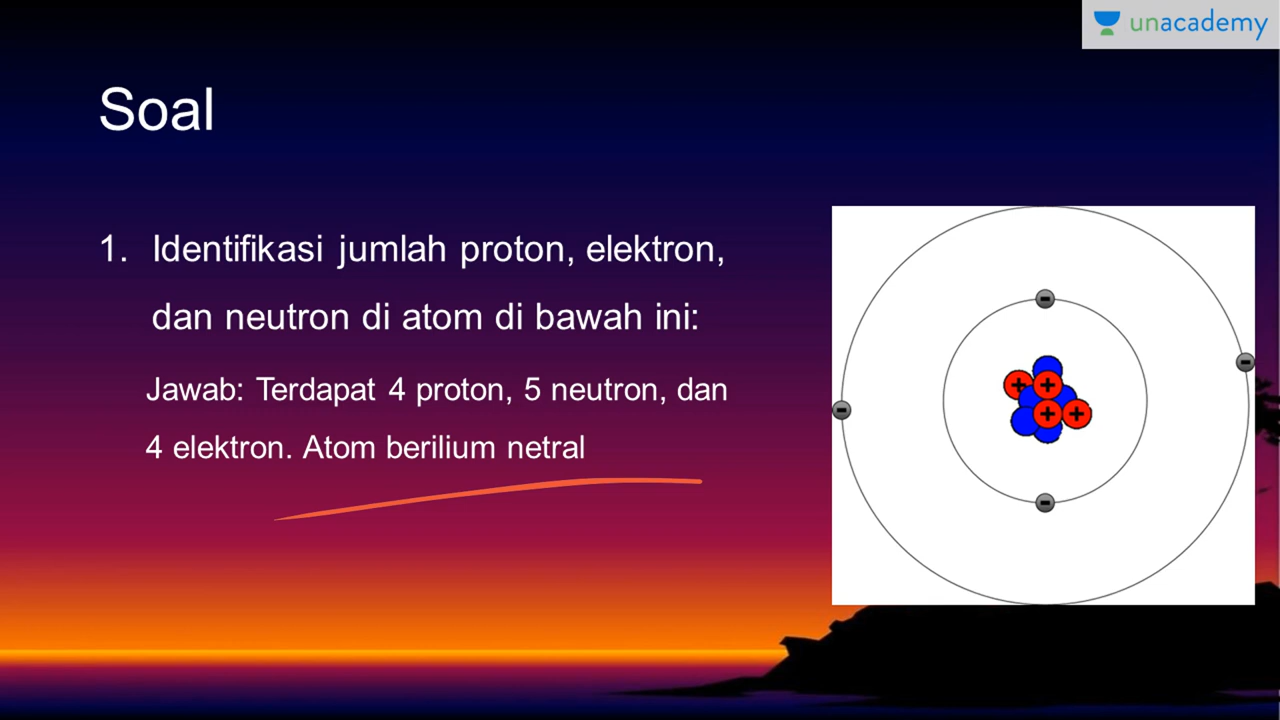 unacademy
Soal
1. Identifikasi jumlah proton, elektron,
dan neutron di atom di bawah ini:
Jawab: Terdapat 4 proton, 5 neutron, dan
4 elektron. Atom berilium netral